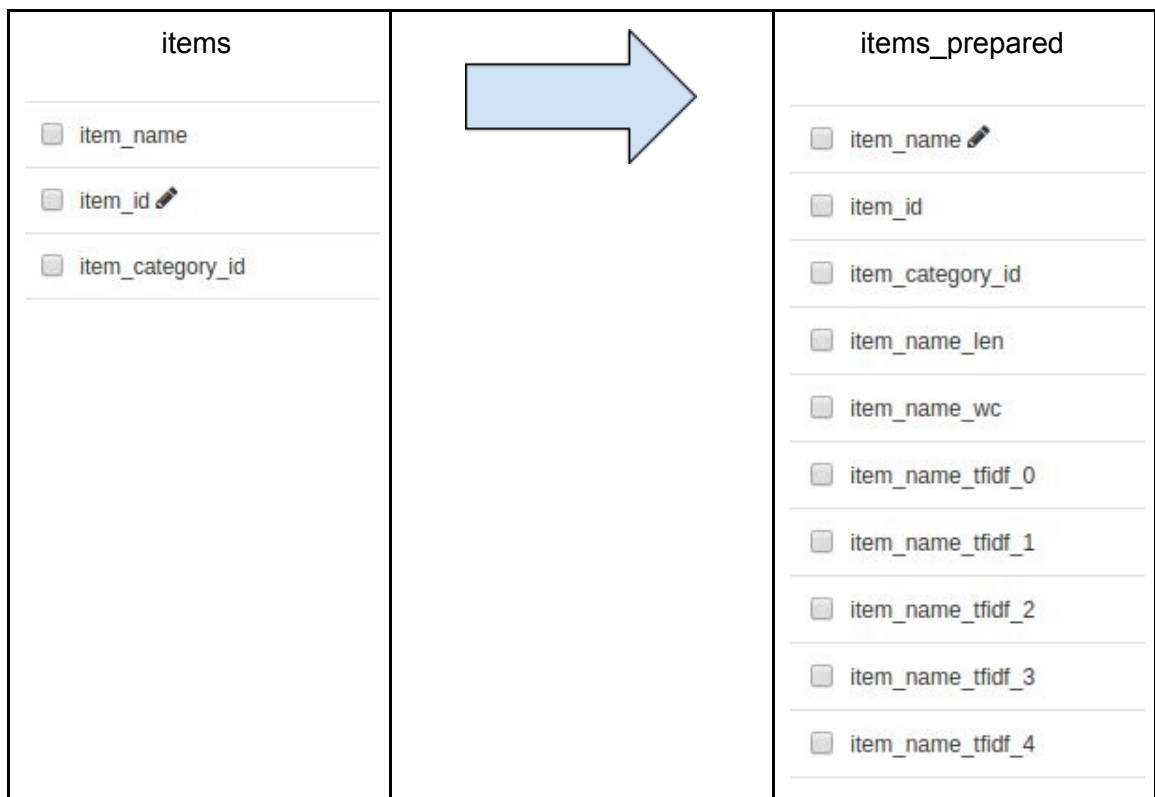 items
item_name
item_id
item_category_id
items_prepared
item_name
item_id
item_category_id
item_name_len
item_name_wc
item_name_tfidf_0
item_name_tfidf_1
item_name_tfidf_2
item_name_tfidf_3
item_name_tfidf_4